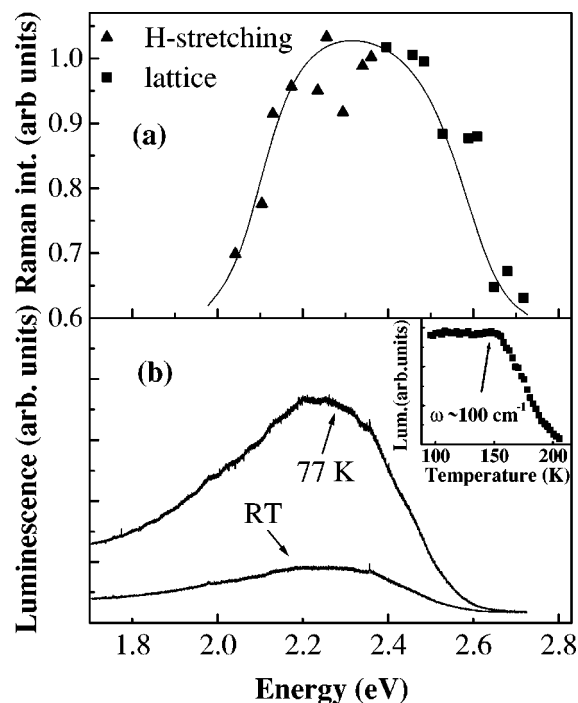 H-stretching
lattice
(a)
Raman int. (arb units)
1.0
0.9
0.8
0.7
0.6
(b)
Luminescence (arb. units)
77 K
RT
Lum.(arb.units)
ω ~100 cm-1
100 150 200
Temperature (K)
1.8 2.0 2.2 2.4 2.6 2.8
Energy (eV)